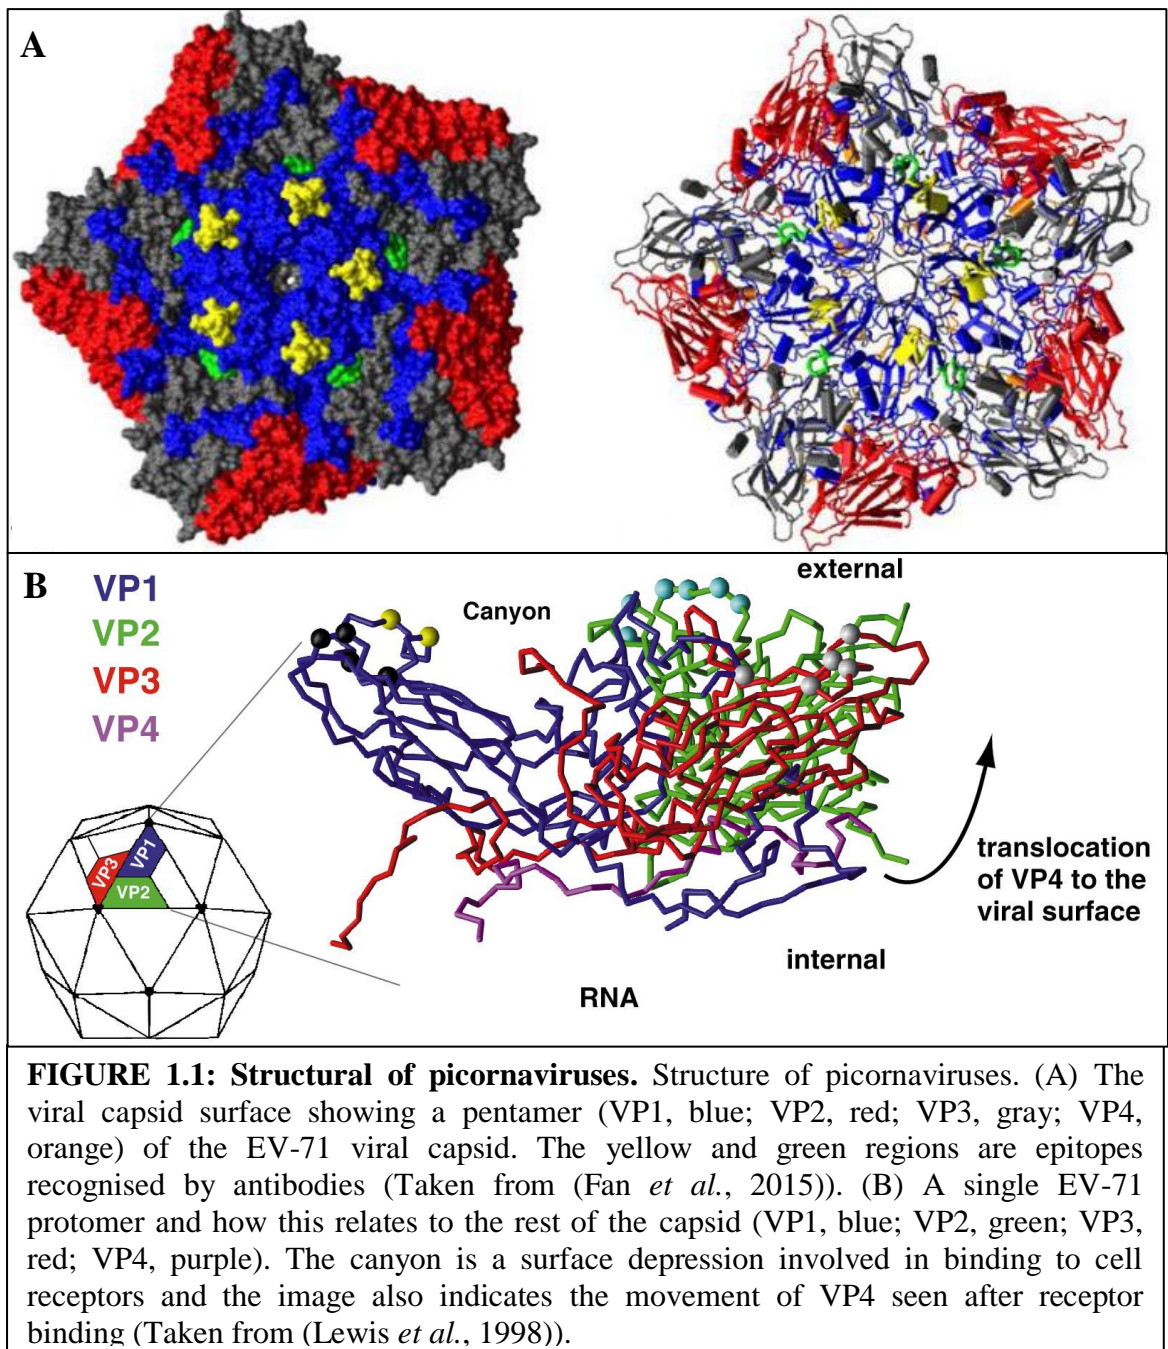 A
B
VP1
VP2
VP3
VP4
Canyon
external
VP3
VP1
VP2
translocation
of VP4 to the
viral surface
internal
RNA
FIGURE 1.1: Structural of picornaviruses. Structure of picornaviruses. (A) The
viral capsid surface showing a pentamer (VP1, blue; VP2, red; VP3, gray; VP4,
orange) of the EV-71 viral capsid. The yellow and green regions are epitopes
recognised by antibodies (Taken from (Fan et al., 2015)). (B) A single EV-71
protomer and how this relates to the rest of the capsid (VP1, blue; VP2, green; VP3,
red; VP4, purple). The canyon is a surface depression involved in binding to cell
receptors and the image also indicates the movement of VP4 seen after receptor
binding (Taken from (Lewis et al., 1998)).